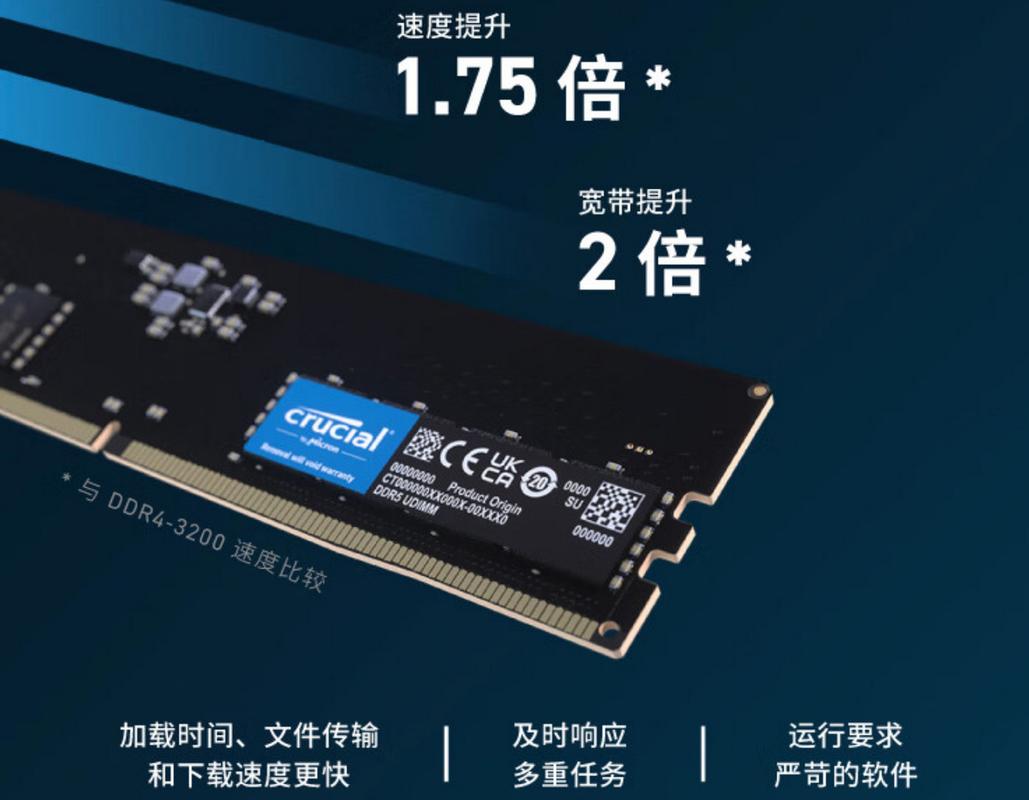 速度提升
1.75 倍 *
宽带提升
2 倍 *
crucial
by micron
Removal will void warranty
CE UK CA 20
00000000
Product Origin
CT000000XX000X-00XXX0
DDR5 UDIMM
0000
SU
000000
* 与 DDR4-3200 速度比较
加载时间、文件传输
和下载速度更快
及时响应
多重任务
运行要求
严苛的软件